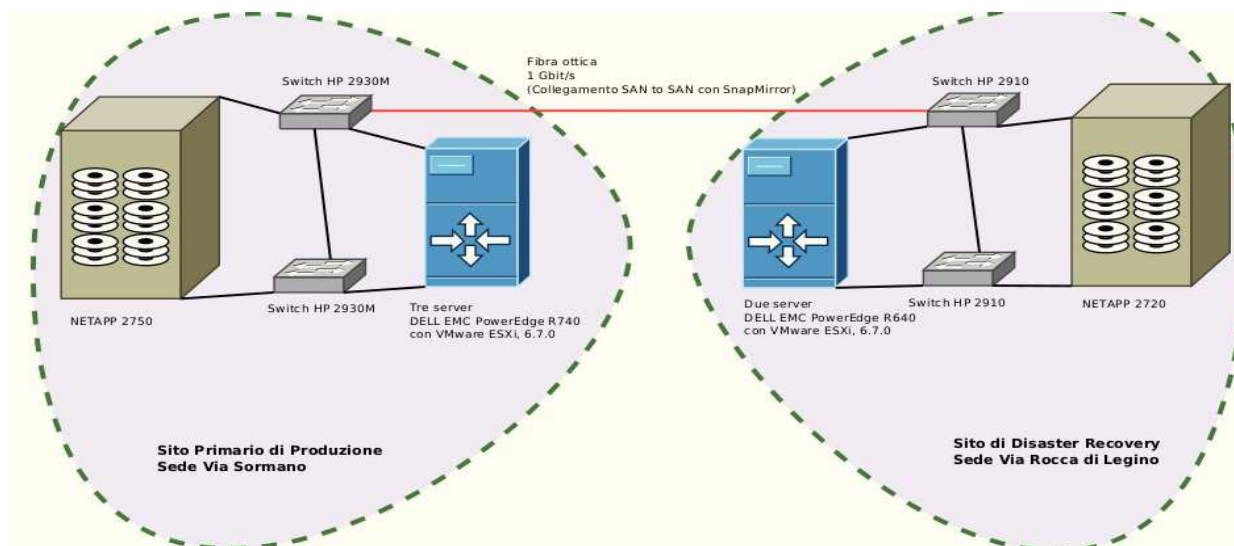 Fibra ottica
1 Gbit/s
(Collegamento SAN to SAN con SnapMirror)
Switch HP 2930M
Switch HP 2910
Switch HP 2930M
Tre server
DELL EMC PowerEdge R740
con VMware ESXi, 6.7.0
NETAPP 2750
Due server
DELL EMC PowerEdge R640
con VMware ESXi, 6.7.0
Switch HP 2910
NETAPP 2720
Sito Primario di Produzione
Sede Via Sormano
Sito di Disaster Recovery
Sede Via Rocca di Legino